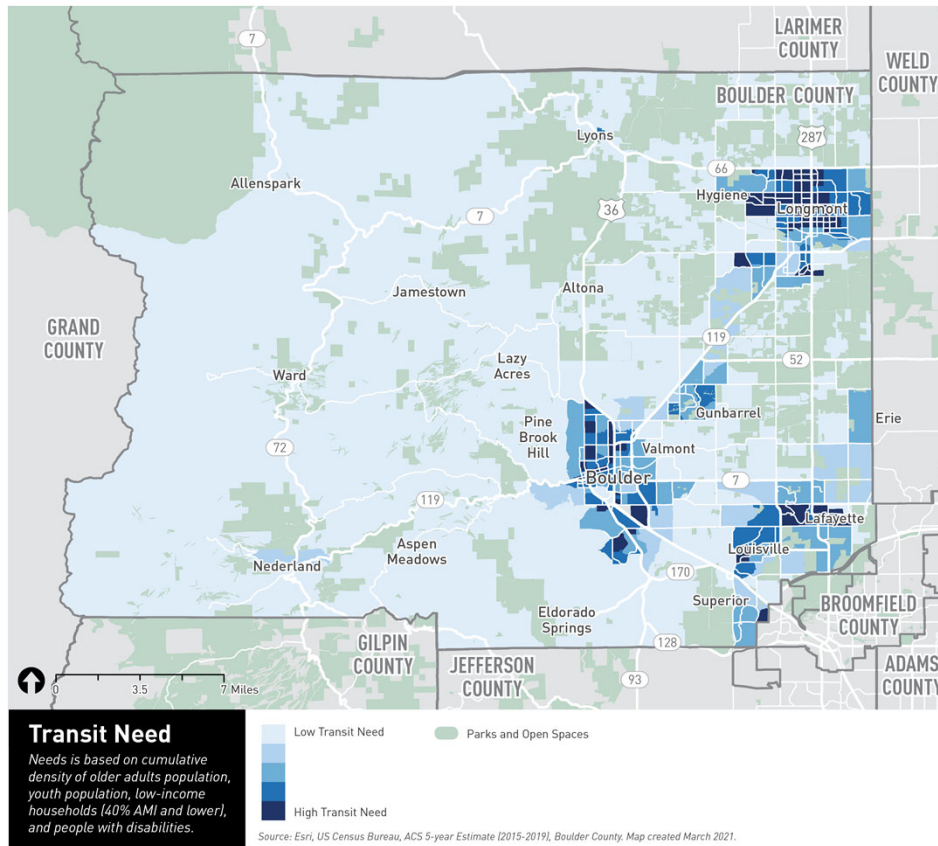 7
LARIMER
COUNTY
WELD
COUNTY
BOULDER COUNTY
287
Lyons
66
Allenspark
Hygiene
Longmont
7
36
Jamestown
Altona
GRAND
COUNTY
119
52
Lazy
Acres
Ward
Gunbarrel
Erie
Pine
Brook
Hill
Valmont
72
Boulder
7
119
Lafayette
Aspen
Meadows
Louisville
Nederland
170
Superior
Eldorado
Springs
BROOMFIELD
COUNTY
128
GILPIN
COUNTY
JEFFERSON
COUNTY
ADAMS
COUNTY
93
0 3.5 7 Miles
Transit Need
Needs is based on cumulative
density of older adults population,
youth population, low-income
households (40% AMI and lower),
and people with disabilities.
Low Transit Need
High Transit Need
Parks and Open Spaces
Source: Esri, US Census Bureau, ACS 5-year Estimate (2015-2019), Boulder County. Map created March 2021.